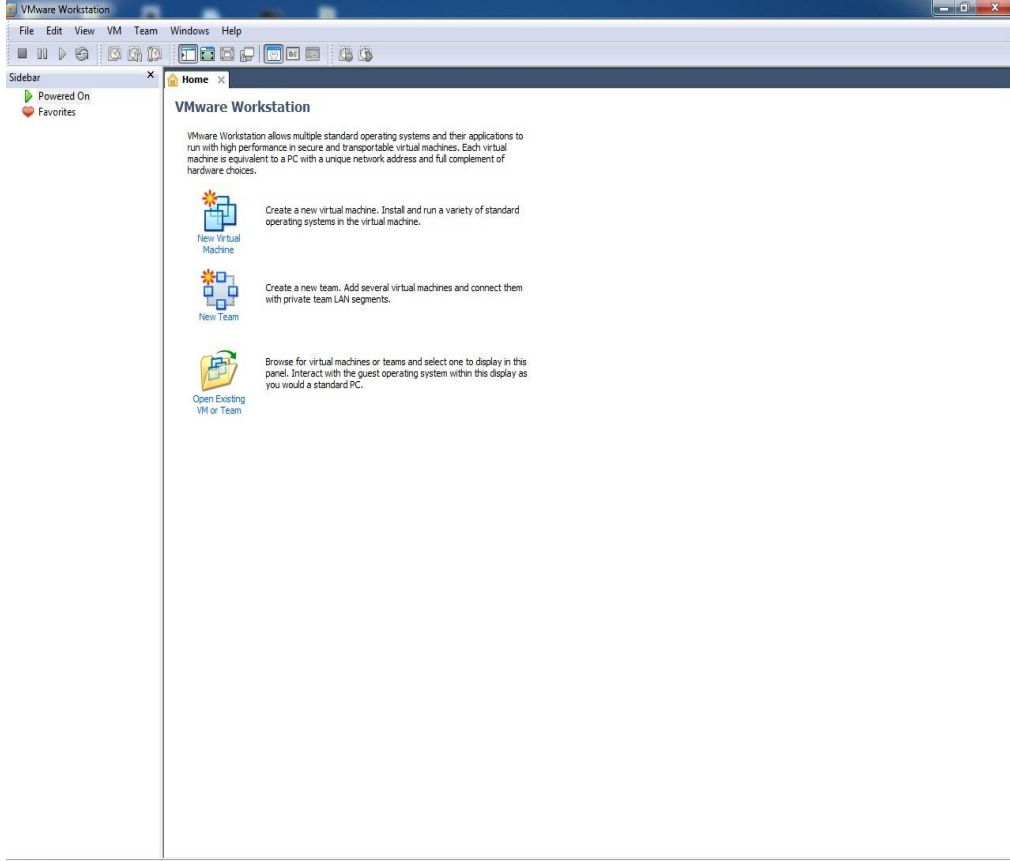 VMware Workstation
File Edit View VM Team Windows Help
Sidebar
Powered On
Favorites
Home
VMware Workstation
VMware Workstation allows multiple standard operating systems and their applications to
run with high performance in secure and transportable virtual machines. Each virtual
machine is equivalent to a PC with a unique network address and full complement of
hardware choices.
New Virtual
Machine
Create a new virtual machine. Install and run a variety of standard
operating systems in the virtual machine.
New Team
Create a new team. Add several virtual machines and connect them
with private team LAN segments.
Open Existing
VM or Team
Browse for virtual machines or teams and select one to display in this
panel. Interact with the guest operating system within this display as
you would a standard PC.